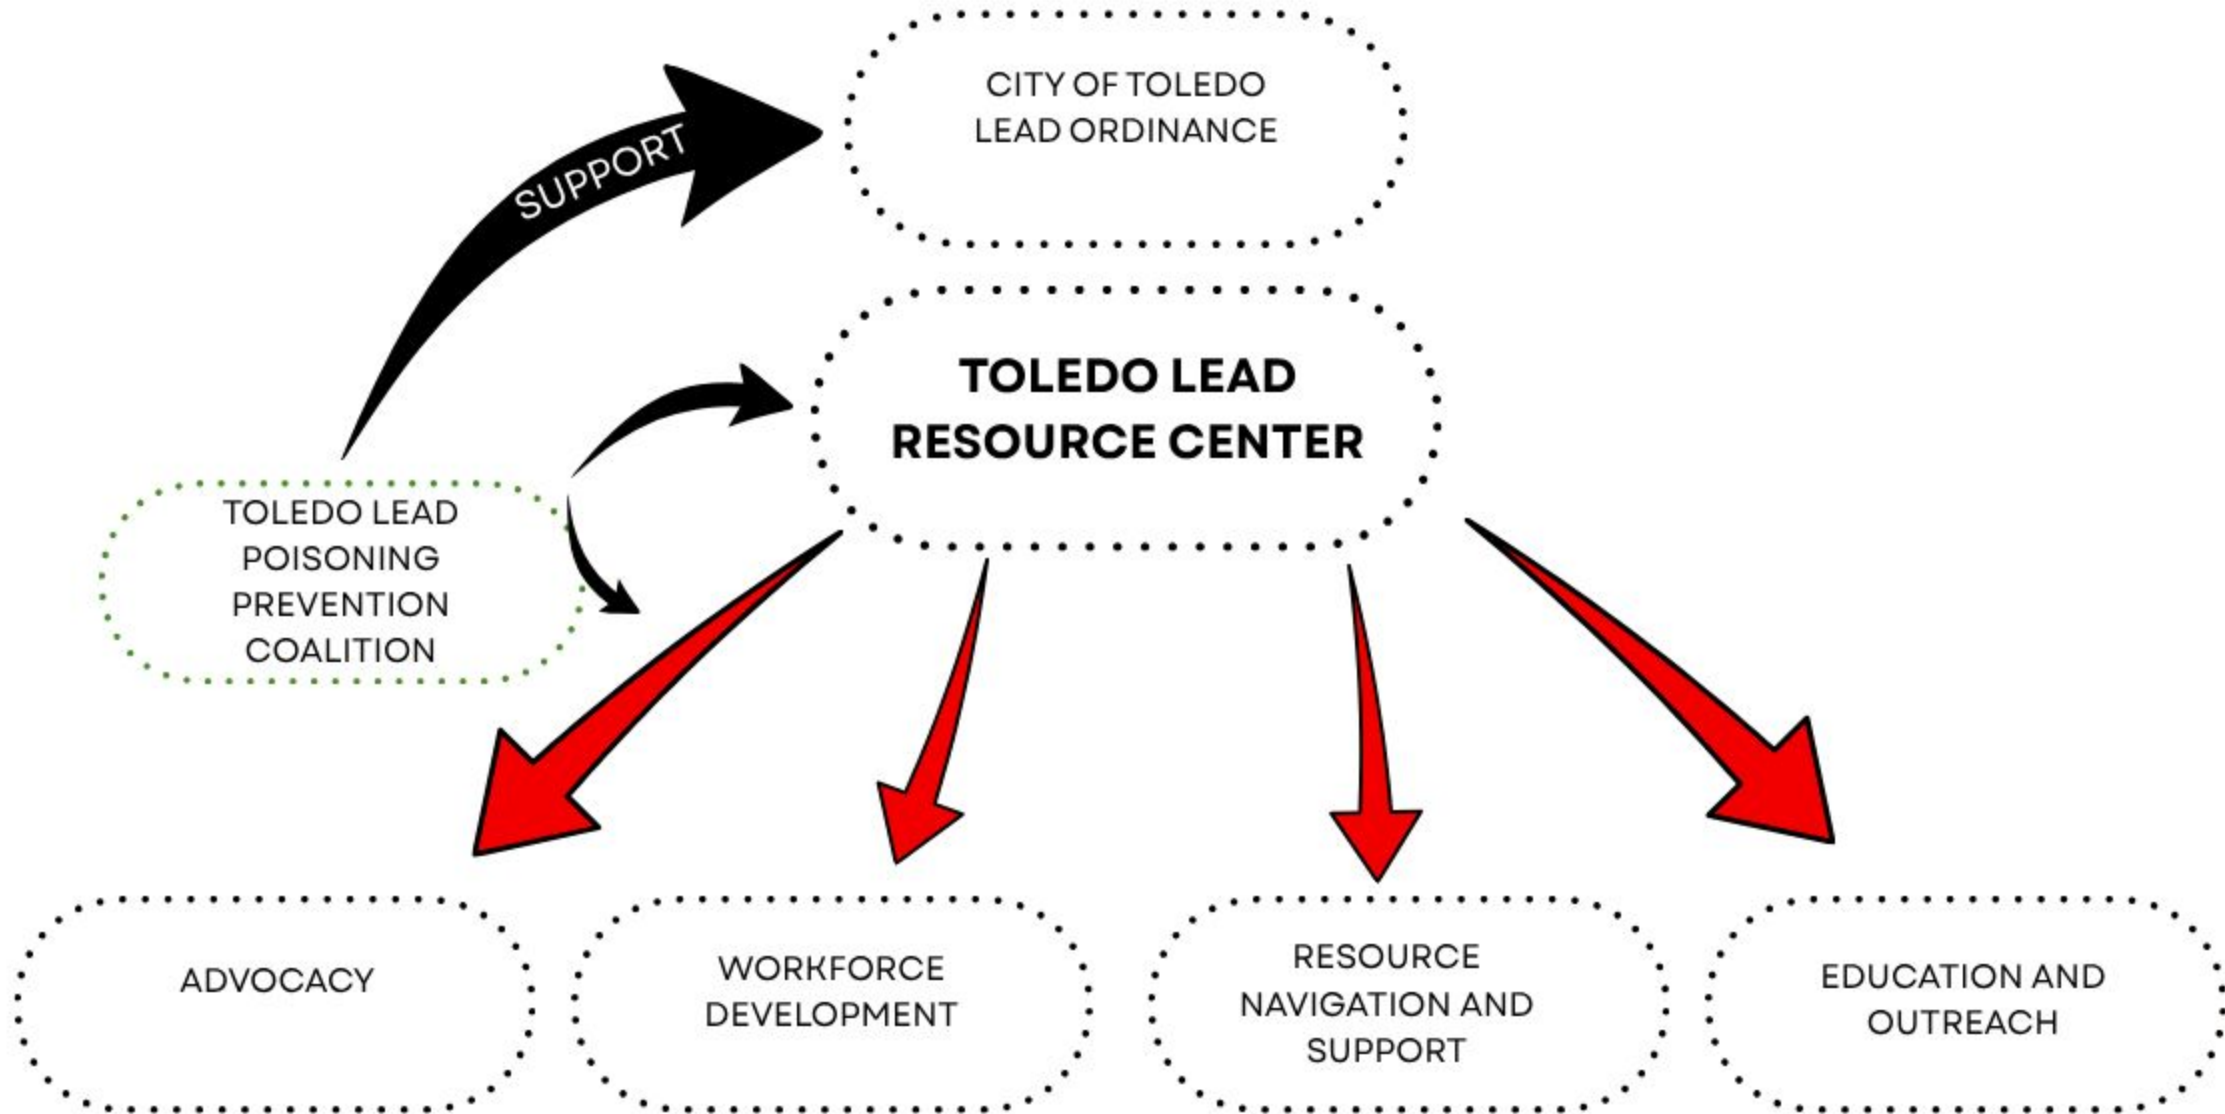 CITY OF TOLEDO
LEAD ORDINANCE
SUPPORT
TOLEDO LEAD
RESOURCE CENTER
TOLEDO LEAD
POISONING
PREVENTION
COALITION
ADVOCACY
WORKFORCE
DEVELOPMENT
RESOURCE
NAVIGATION AND
SUPPORT
EDUCATION AND
OUTREACH